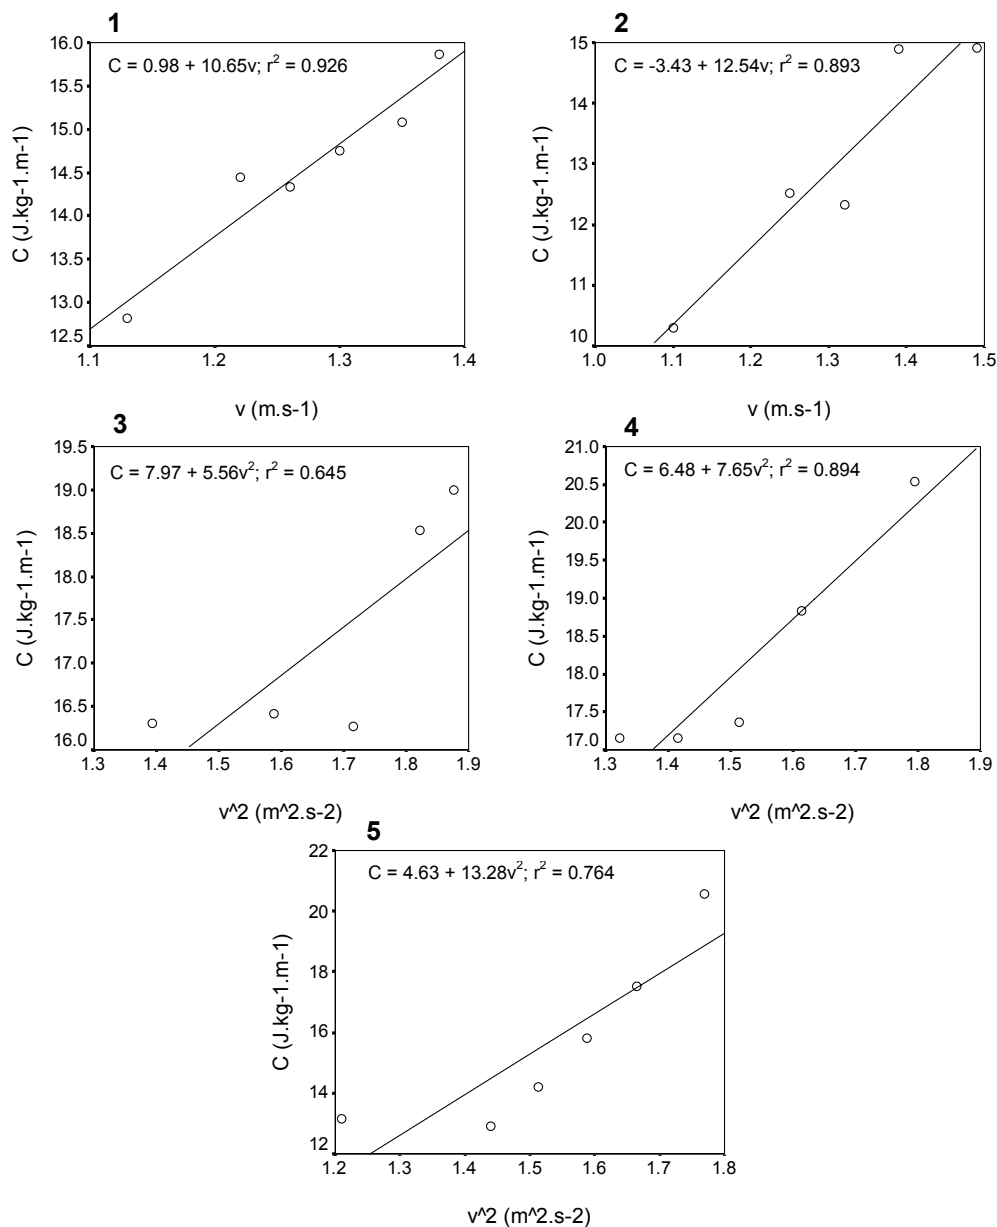 1
C = 0.98 + 10.65v; r² = 0.926
C (J.kg-1.m-1)
16.0
15.5
15.0
14.5
14.0
13.5
13.0
12.5
1.1 1.2 1.3 1.4
v (m.s-1)
2
C = -3.43 + 12.54v; r² = 0.893
C (J.kg-1.m-1)
15
14
13
12
11
10
1.0 1.1 1.2 1.3 1.4 1.5
v (m.s-1)
3
C = 7.97 + 5.56v²; r² = 0.645
C (J.kg-1.m-1)
19.5
19.0
18.5
18.0
17.5
17.0
16.5
16.0
1.3 1.4 1.5 1.6 1.7 1.8 1.9
v^2 (m^2.s-2)
4
C = 6.48 + 7.65v²; r² = 0.894
C (J.kg-1.m-1)
21.0
20.5
20.0
19.5
19.0
18.5
18.0
17.5
17.0
1.3 1.4 1.5 1.6 1.7 1.8 1.9
v^2 (m^2.s-2)
5
C = 4.63 + 13.28v²; r² = 0.764
C (J.kg-1.m-1)
22
20
18
16
14
12
1.2 1.3 1.4 1.5 1.6 1.7 1.8
v^2 (m^2.s-2)